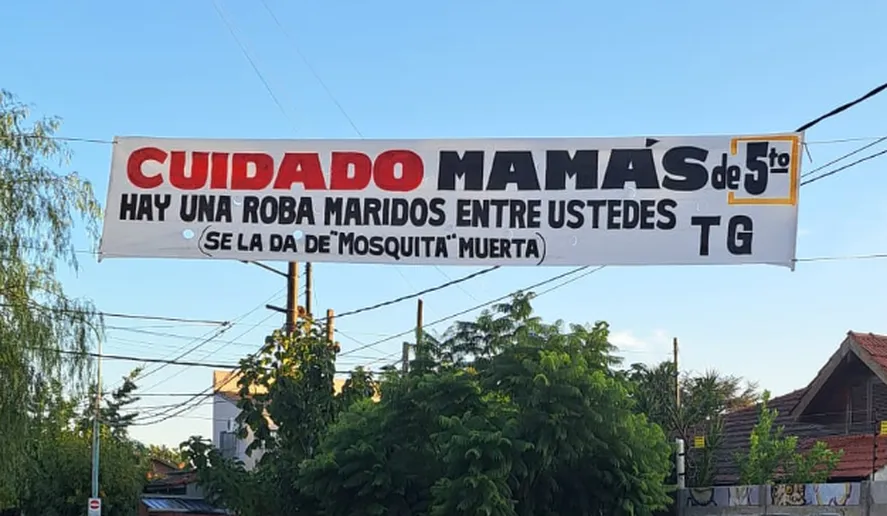 CUIDADO MAMÁS de 5to
HAY UNA ROBA MARIDOS ENTRE USTEDES TG
(SE LA DA DE "MOSQUITA" MUERTA)